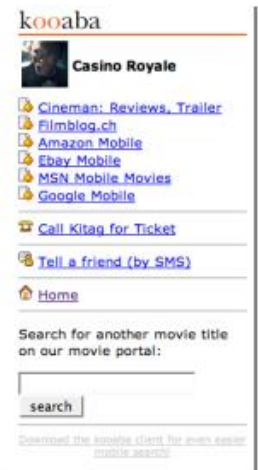 kooaba
Casino Royale
Cineman: Reviews, Trailer
Filmblog.ch
Amazon Mobile
Ebay Mobile
MSN Mobile Movies
Google Mobile
Call Kitag for Ticket
Tell a friend (by SMS)
Home
Search for another movie title
on our movie portal:
search
Download the kooaba client for even easier
mobile search!